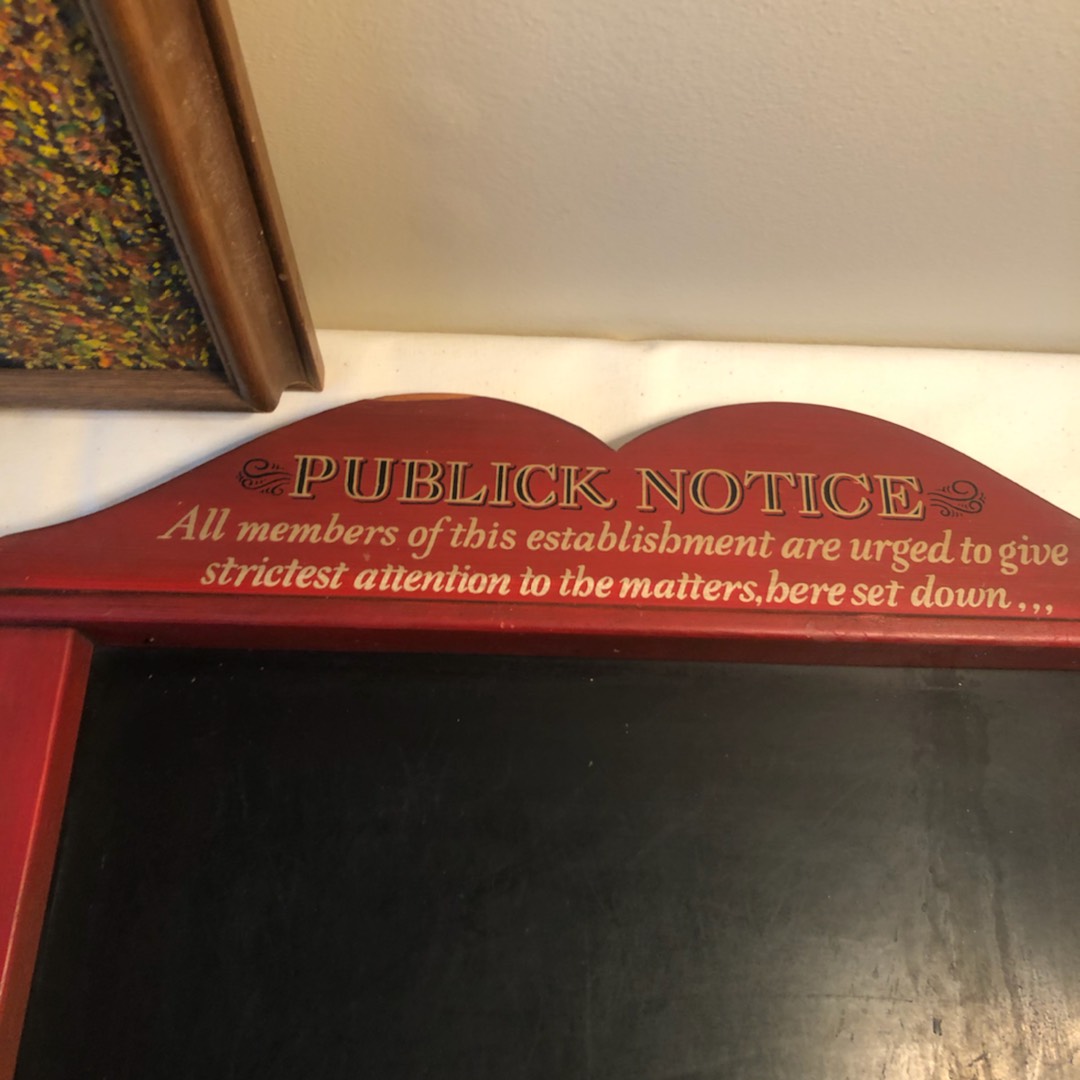 PUBLICK NOTICE
All members of this establishment are urged to give
strictest attention to the matters, here set down , , ,